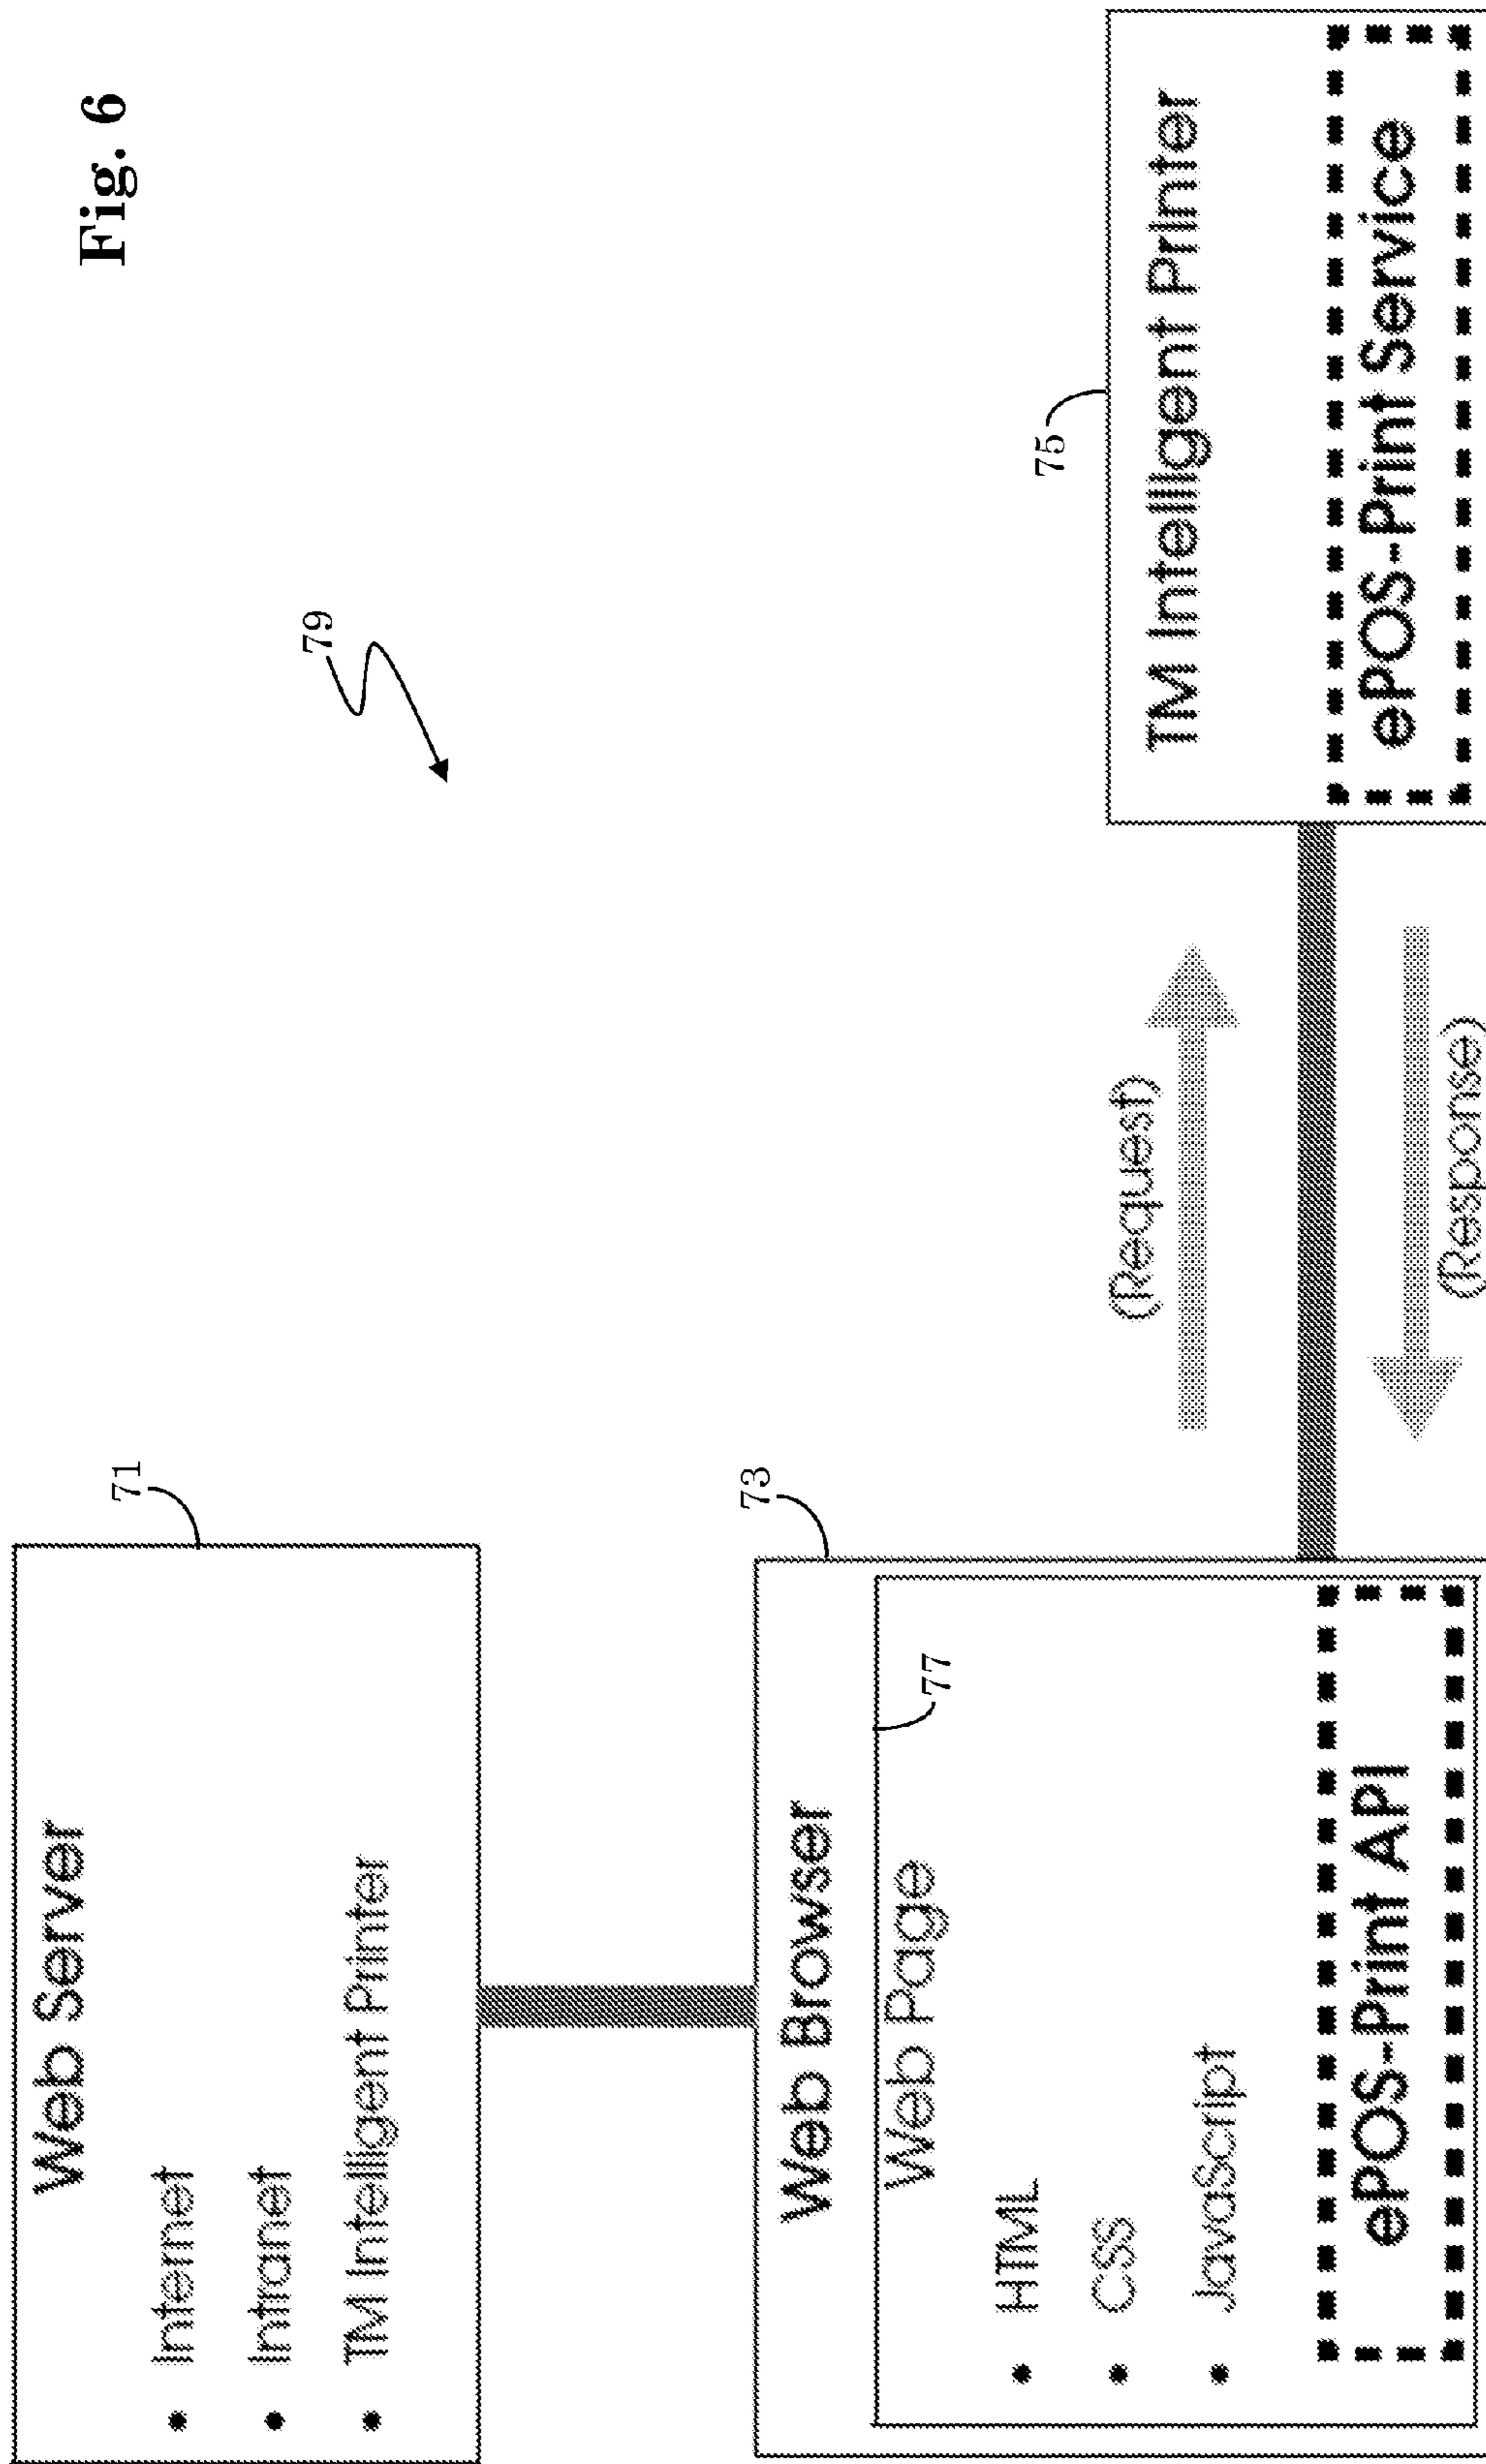 Fig. 6
79
71
Web Server
• Internet
• Intranet
• TM Intelligent Printer
73
Web Browser
77
Web Page
• HTML
• CSS
• JavaScript
ePOS-Print API
(Request)
(Response)
75
TM Intelligent Printer
ePOS-Print Service